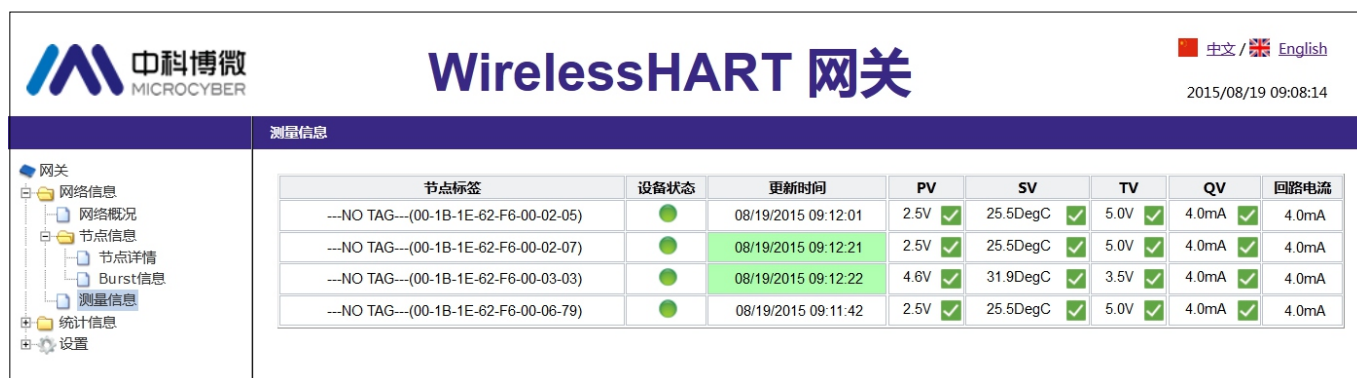 中科博微
MICROCYBER
WirelessHART 网关
中文 / English
2015/08/19 09:08:14
测量信息
网关
网络信息
网络概况
节点信息
节点详情
Burst信息
测量信息
统计信息
设置
节点标签 设备状态 更新时间 PV SV TV QV 回路电流
---NO TAG---(00-1B-1E-62-F6-00-02-05) 08/19/2015 09:12:01 2.5V 25.5DegC 5.0V 4.0mA 4.0mA
---NO TAG---(00-1B-1E-62-F6-00-02-07) 08/19/2015 09:12:21 2.5V 25.5DegC 5.0V 4.0mA 4.0mA
---NO TAG---(00-1B-1E-62-F6-00-03-03) 08/19/2015 09:12:22 4.6V 31.9DegC 3.5V 4.0mA 4.0mA
---NO TAG---(00-1B-1E-62-F6-00-06-79) 08/19/2015 09:11:42 2.5V 25.5DegC 5.0V 4.0mA 4.0mA